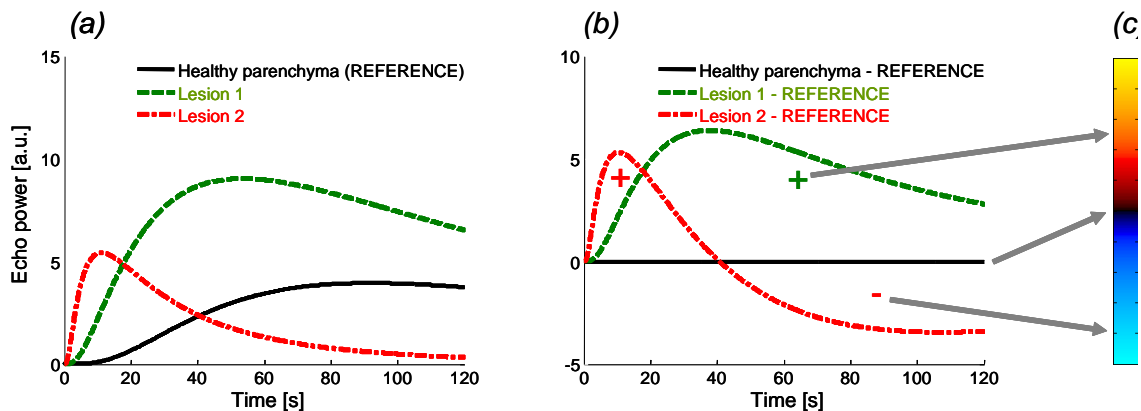 (a)
15
10
5
0
Echo power [a.u.]
Healthy parenchyma (REFERENCE)
Lesion 1
Lesion 2
0 20 40 60 80 100 120
Time [s]
(b)
10
5
0
-5
Healthy parenchyma - REFERENCE
Lesion 1 - REFERENCE
Lesion 2 - REFERENCE
+ +
-
0 20 40 60 80 100 120
Time [s]
(c)